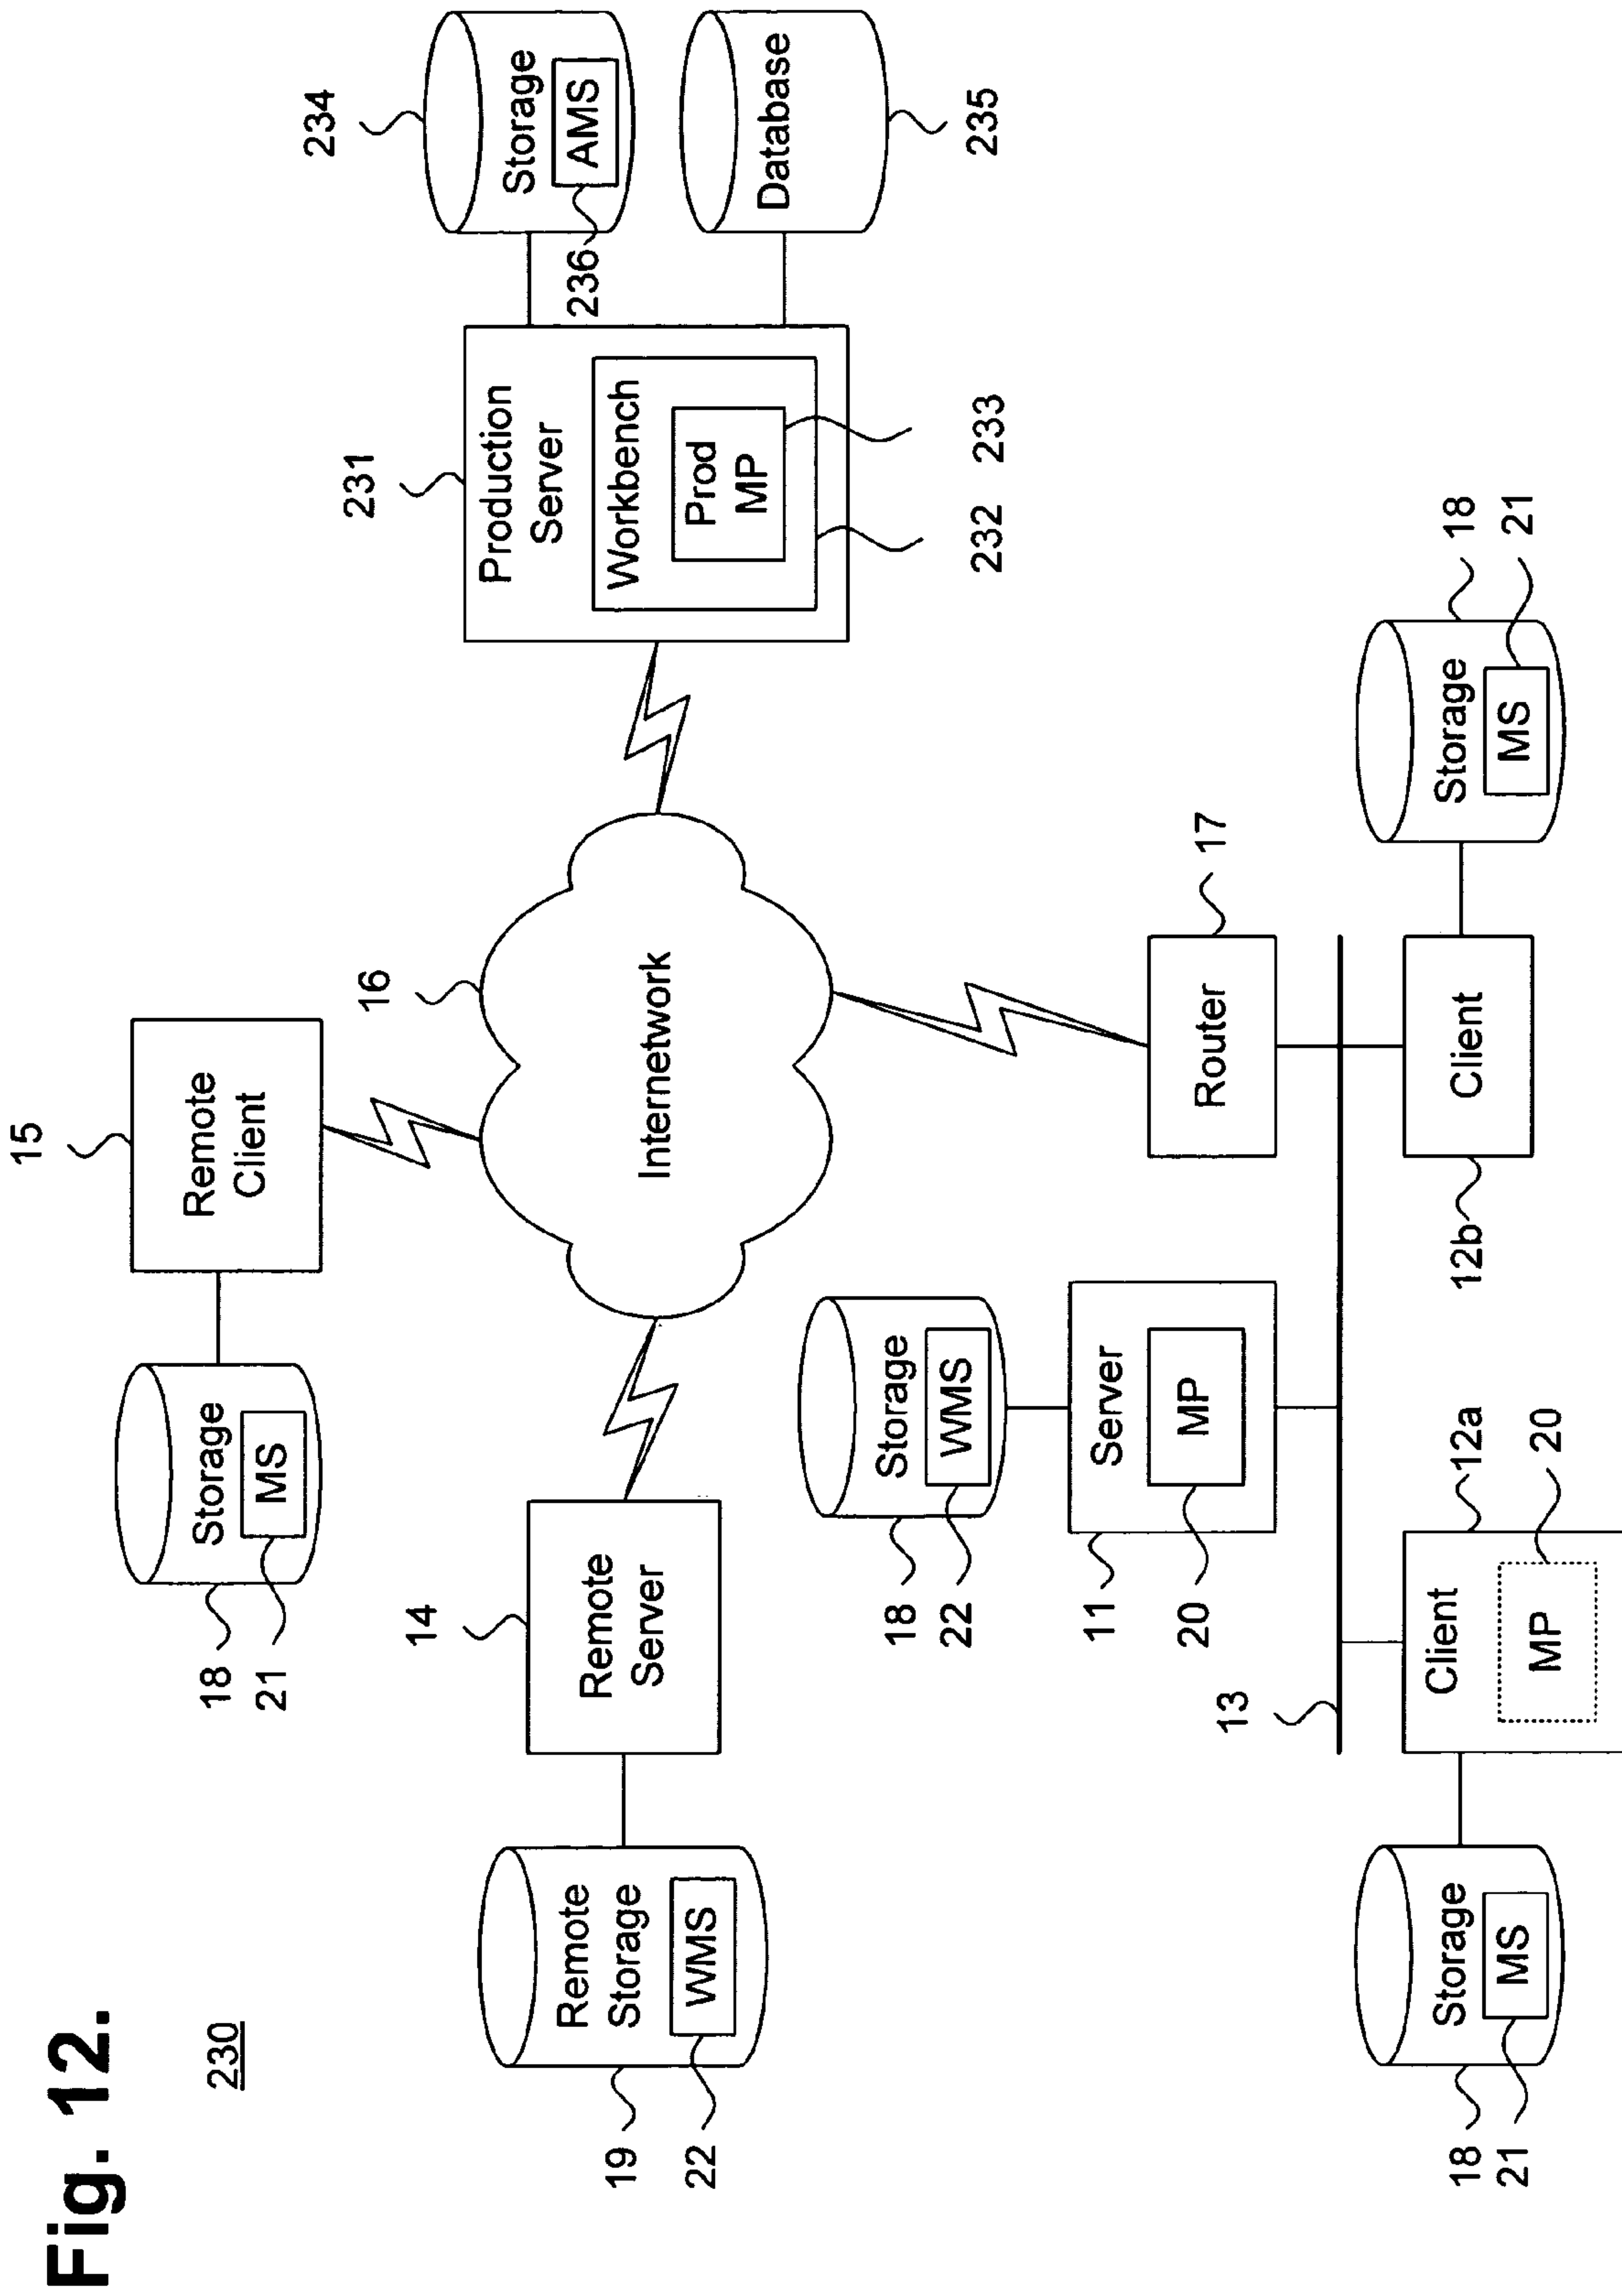 Fig. 12.
230
15
Remote
Client
Storage
MS
18
21
16
Internetwork
14
Remote
Server
Remote
Storage
WMS
19
22
231
Production
Server
Workbench
Prod
MP
232
233
234
Storage
AMS
236
Database
235
Storage
WMS
18
22
Server
MP
11
20
Router
17
13
Storage
MS
18
21
Client
MP
12a
20
Client
12b
Storage
MS
18
21